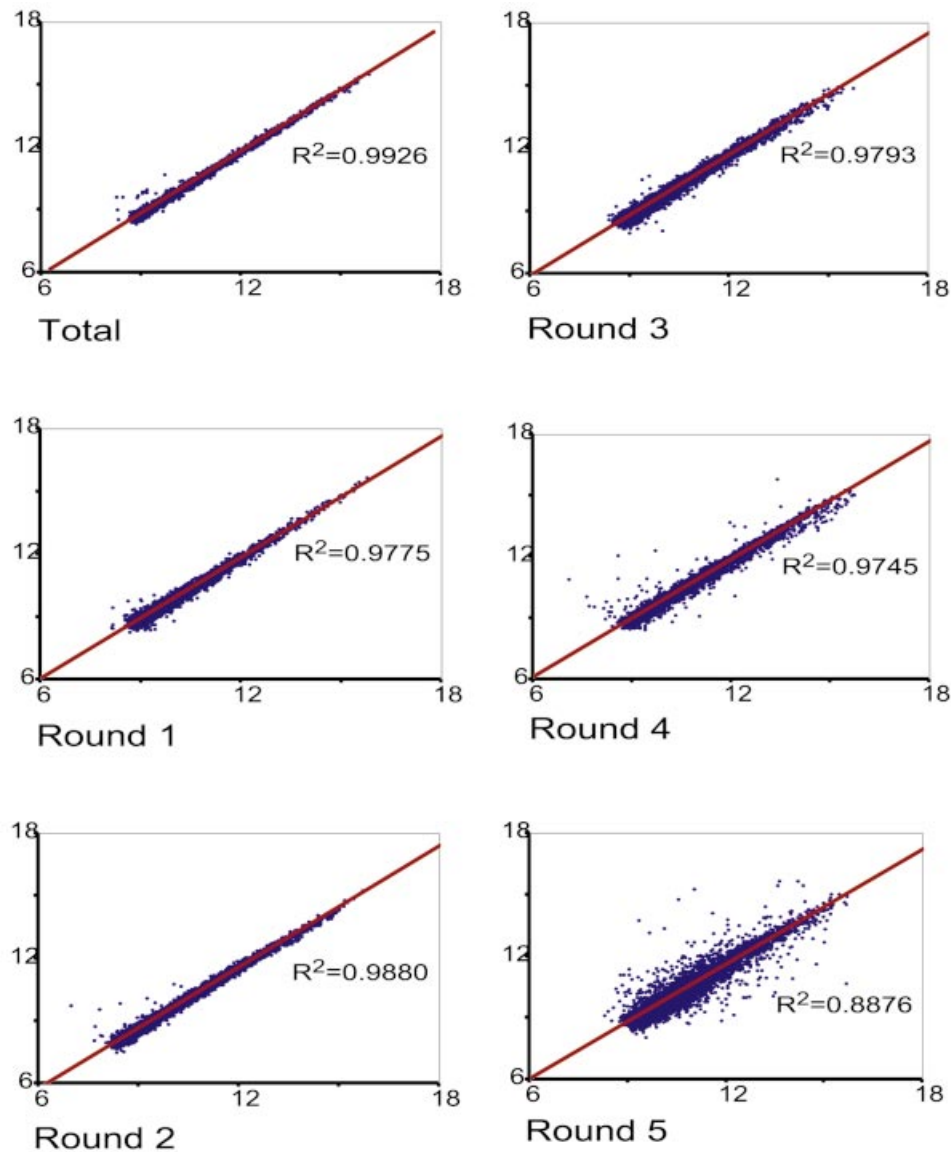 18
12
R²=0.9926
6
6 12 18
Total
18
12
R²=0.9793
6
6 12 18
Round 3
18
12
R²=0.9775
6
6 12 18
Round 1
18
12
R²=0.9745
6
6 12 18
Round 4
18
12
R²=0.9880
6
6 12 18
Round 2
18
12
R²=0.8876
6
6 12 18
Round 5